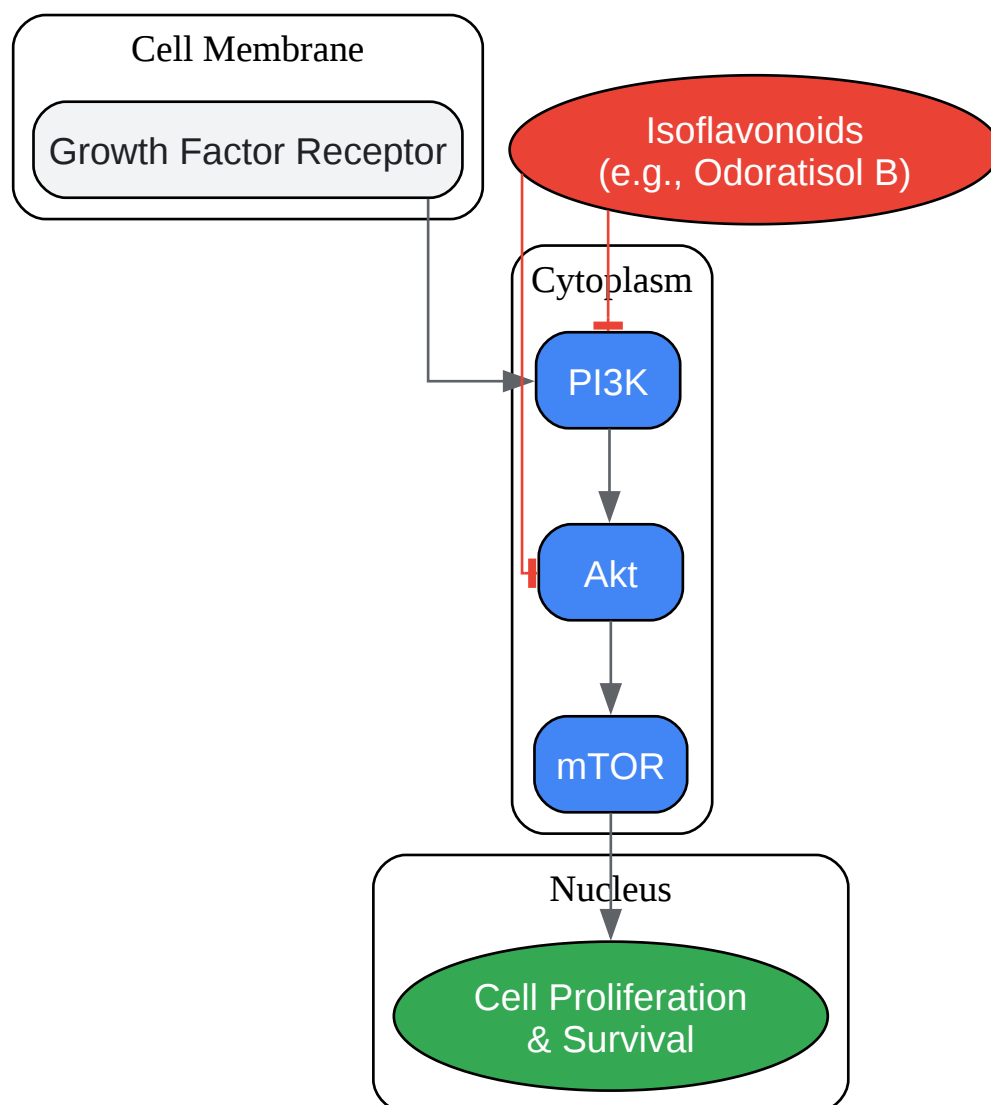 Cell Membrane
Growth Factor Receptor
Isoflavonoids
(e.g., Odoratisol B)
Cytoplasm
PI3K
Akt
mTOR
Nucleus
Cell Proliferation
& Survival